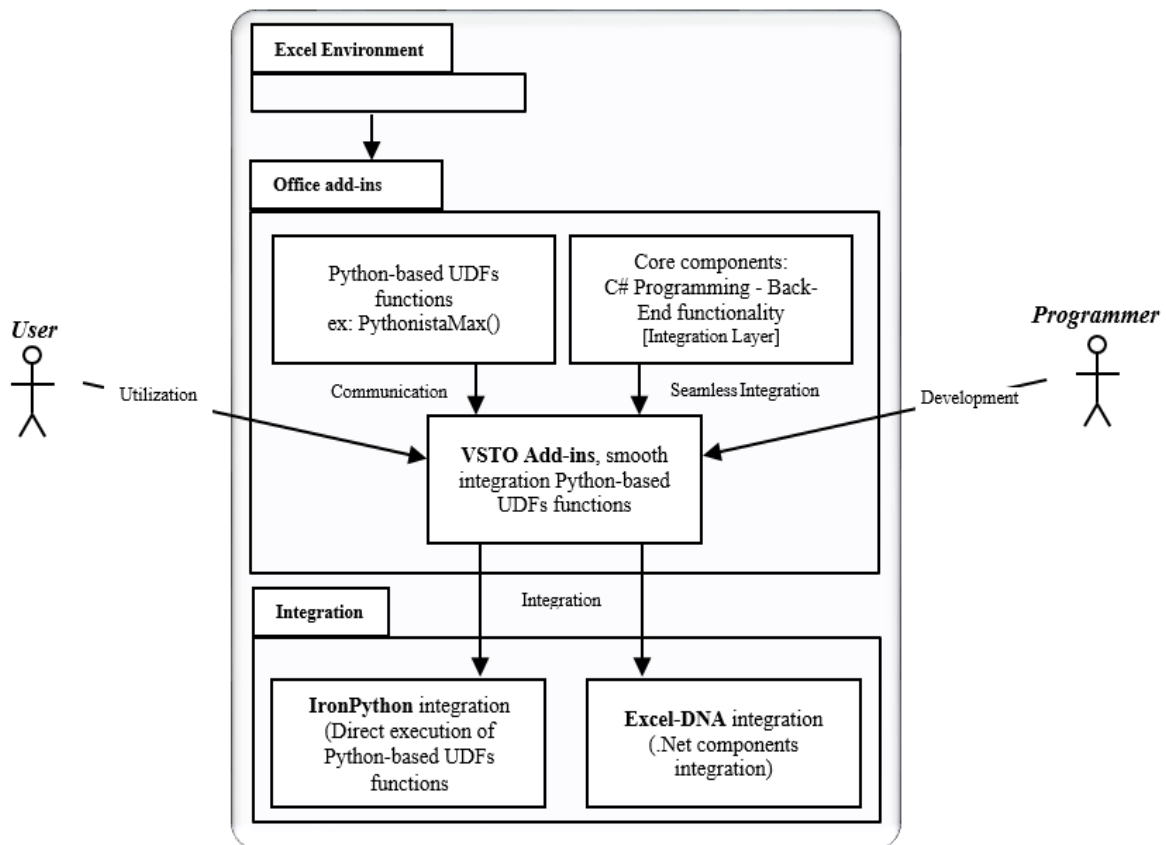 Excel Environment
Office add-ins
Python-based UDFs
functions
ex: PythonistaMax()
Core components:
C# Programming - Back-
End functionality
[Integration Layer]
User
Programmer
Communication
Seamless Integration
Utilization
Development
VSTO Add-ins, smooth
integration Python-based
UDFs functions
Integration
Integration
IronPython integration
(Direct execution of
Python-based UDFs
functions
Excel-DNA integration
(.Net components
integration)